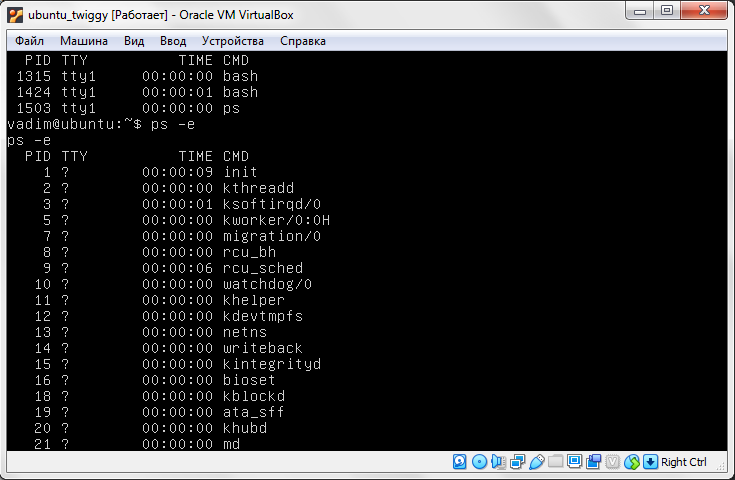 ubuntu_twiggy [Работает] - Oracle VM VirtualBox
Файл Машина Вид Ввод Устройства Справка
PID TTY TIME CMD
1315 tty1 00:00:00 bash
1424 tty1 00:00:01 bash
1503 tty1 00:00:00 ps
vadim@ubuntu:~$ ps -e
ps -e
PID TTY TIME CMD
1 ? 00:00:09 init
2 ? 00:00:00 kthreadd
3 ? 00:00:01 ksoftirqd/0
5 ? 00:00:00 kworker/0:0H
7 ? 00:00:00 migration/0
8 ? 00:00:00 rcu_bh
9 ? 00:00:06 rcu_sched
10 ? 00:00:00 watchdog/0
11 ? 00:00:00 khelper
12 ? 00:00:00 kdevtmpfs
13 ? 00:00:00 netns
14 ? 00:00:00 writeback
15 ? 00:00:00 kintegrityd
16 ? 00:00:00 bioset
18 ? 00:00:00 kblockd
19 ? 00:00:00 ata_sff
20 ? 00:00:00 khubd
21 ? 00:00:00 md
Right Ctrl